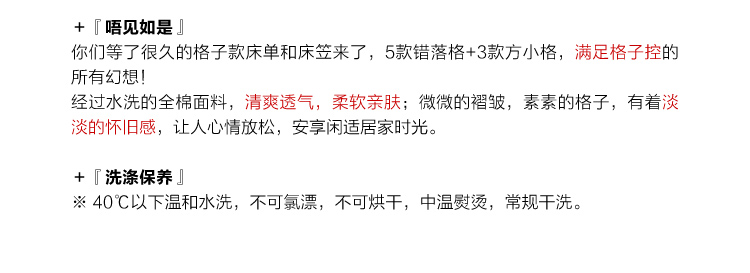 +『唔见如是』
你们等了很久的格子款床单和床笠来了，5款错落格+3款方小格，满足格子控的
所有幻想！
经过水洗的全棉面料，清爽透气，柔软亲肤；微微的褶皱，素素的格子，有着淡
淡的怀旧感，让人心情放松，安享闲适居家时光。
+『洗涤保养』
※ 40℃以下温和水洗，不可氯漂，不可烘干，中温熨烫，常规干洗。